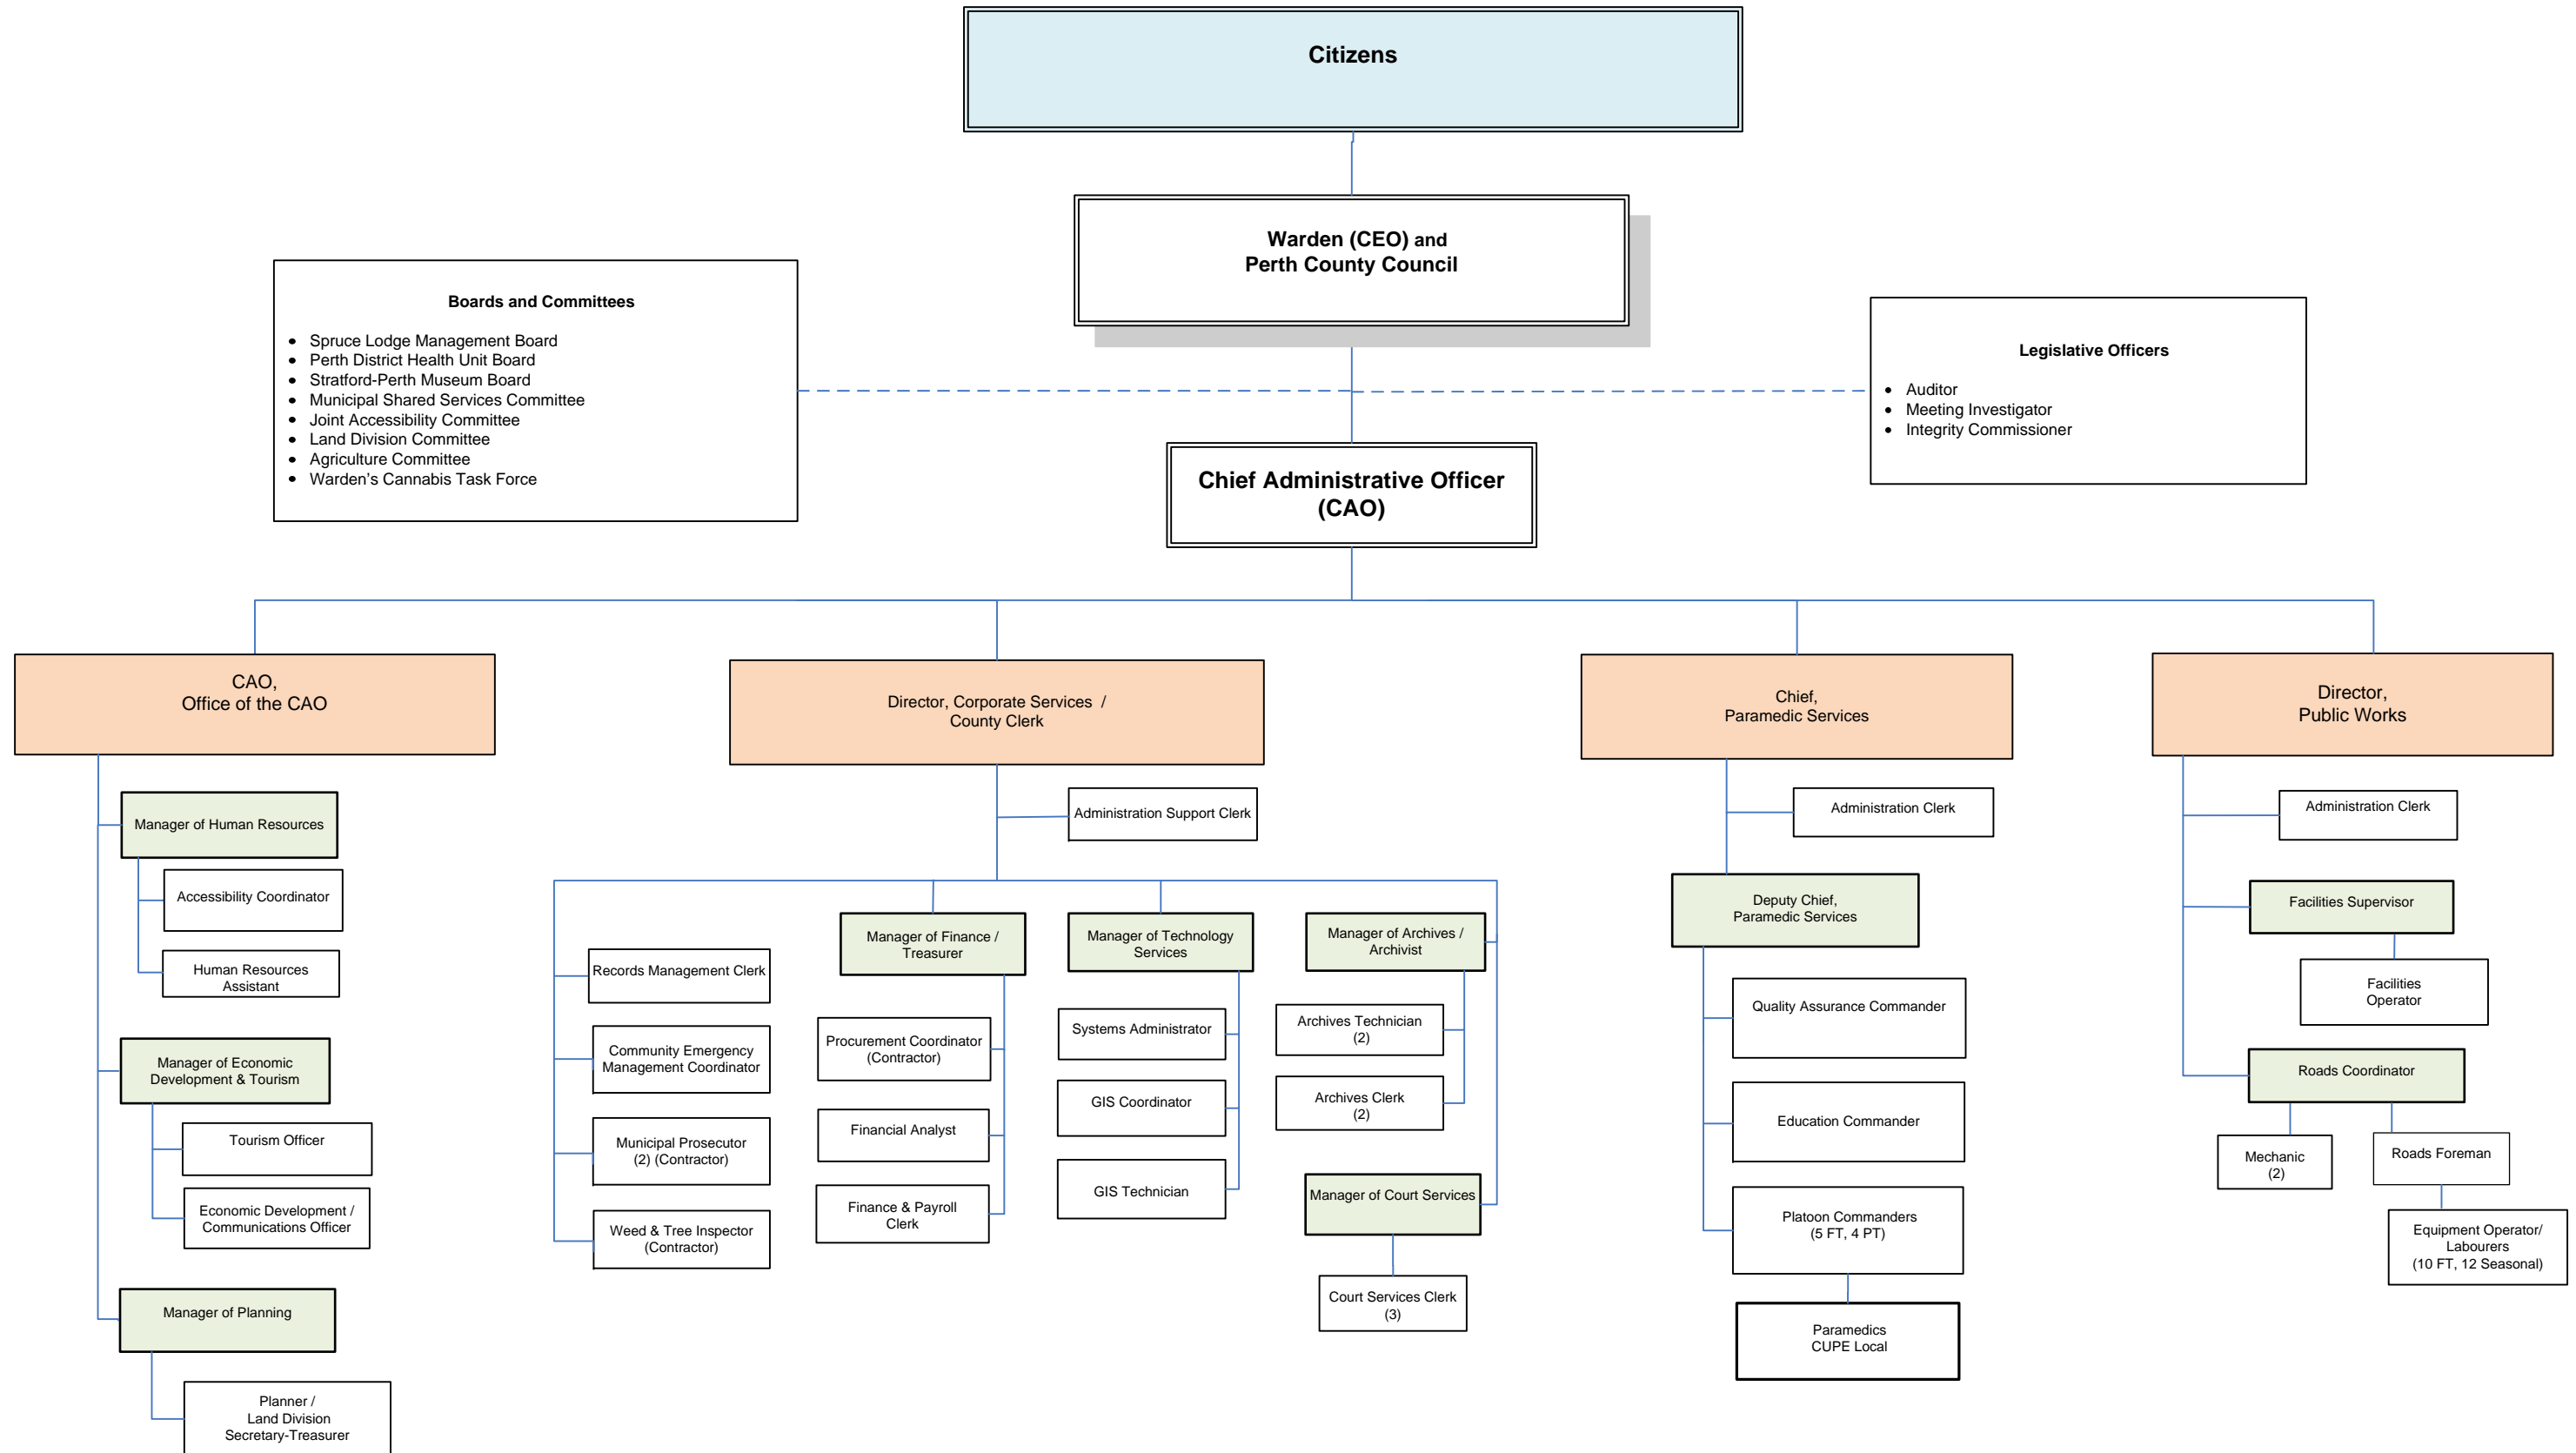 Citizens
Warden (CEO) and
Perth County Council
Boards and Committees
• Spruce Lodge Management Board
• Perth District Health Unit Board
• Stratford-Perth Museum Board
• Municipal Shared Services Committee
• Joint Accessibility Committee
• Land Division Committee
• Agriculture Committee
• Warden's Cannabis Task Force
Legislative Officers
• Auditor
• Meeting Investigator
• Integrity Commissioner
Chief Administrative Officer
(CAO)
CAO,
Office of the CAO
Manager of Human Resources
Accessibility Coordinator
Human Resources
Assistant
Manager of Economic
Development & Tourism
Tourism Officer
Economic Development /
Communications Officer
Manager of Planning
Planner /
Land Division
Secretary-Treasurer
Director, Corporate Services /
County Clerk
Administration Support Clerk
Records Management Clerk
Community Emergency
Management Coordinator
Municipal Prosecutor
(2) (Contractor)
Weed & Tree Inspector
(Contractor)
Manager of Finance /
Treasurer
Procurement Coordinator
(Contractor)
Financial Analyst
Finance & Payroll
Clerk
Manager of Technology
Services
Systems Administrator
GIS Coordinator
GIS Technician
Manager of Archives /
Archivist
Archives Technician
(2)
Archives Clerk
(2)
Manager of Court Services
Court Services Clerk
(3)
Chief,
Paramedic Services
Administration Clerk
Deputy Chief,
Paramedic Services
Quality Assurance Commander
Education Commander
Platoon Commanders
(5 FT, 4 PT)
Paramedics
CUPE Local
Director,
Public Works
Administration Clerk
Facilities Supervisor
Facilities
Operator
Roads Coordinator
Mechanic
(2)
Roads Foreman
Equipment Operator/
Labourers
(10 FT, 12 Seasonal)